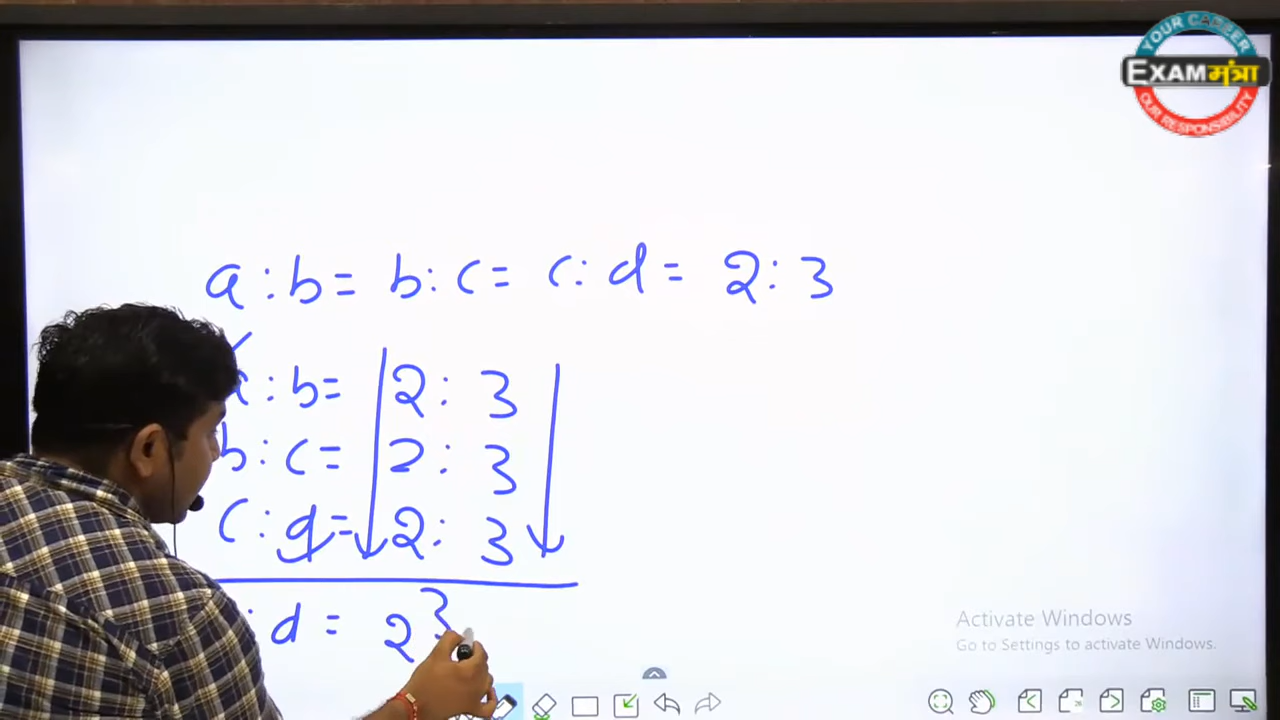 YOUR CAREER
EXAMमंत्रा
OUR RESPONSIBILITY
a : b = b : c = c : d = 2 : 3
a : b = 2 : 3
b : c = 2 : 3
c : d = 2 : 3
: d = 2³
Activate Windows
Go to Settings to activate Windows.